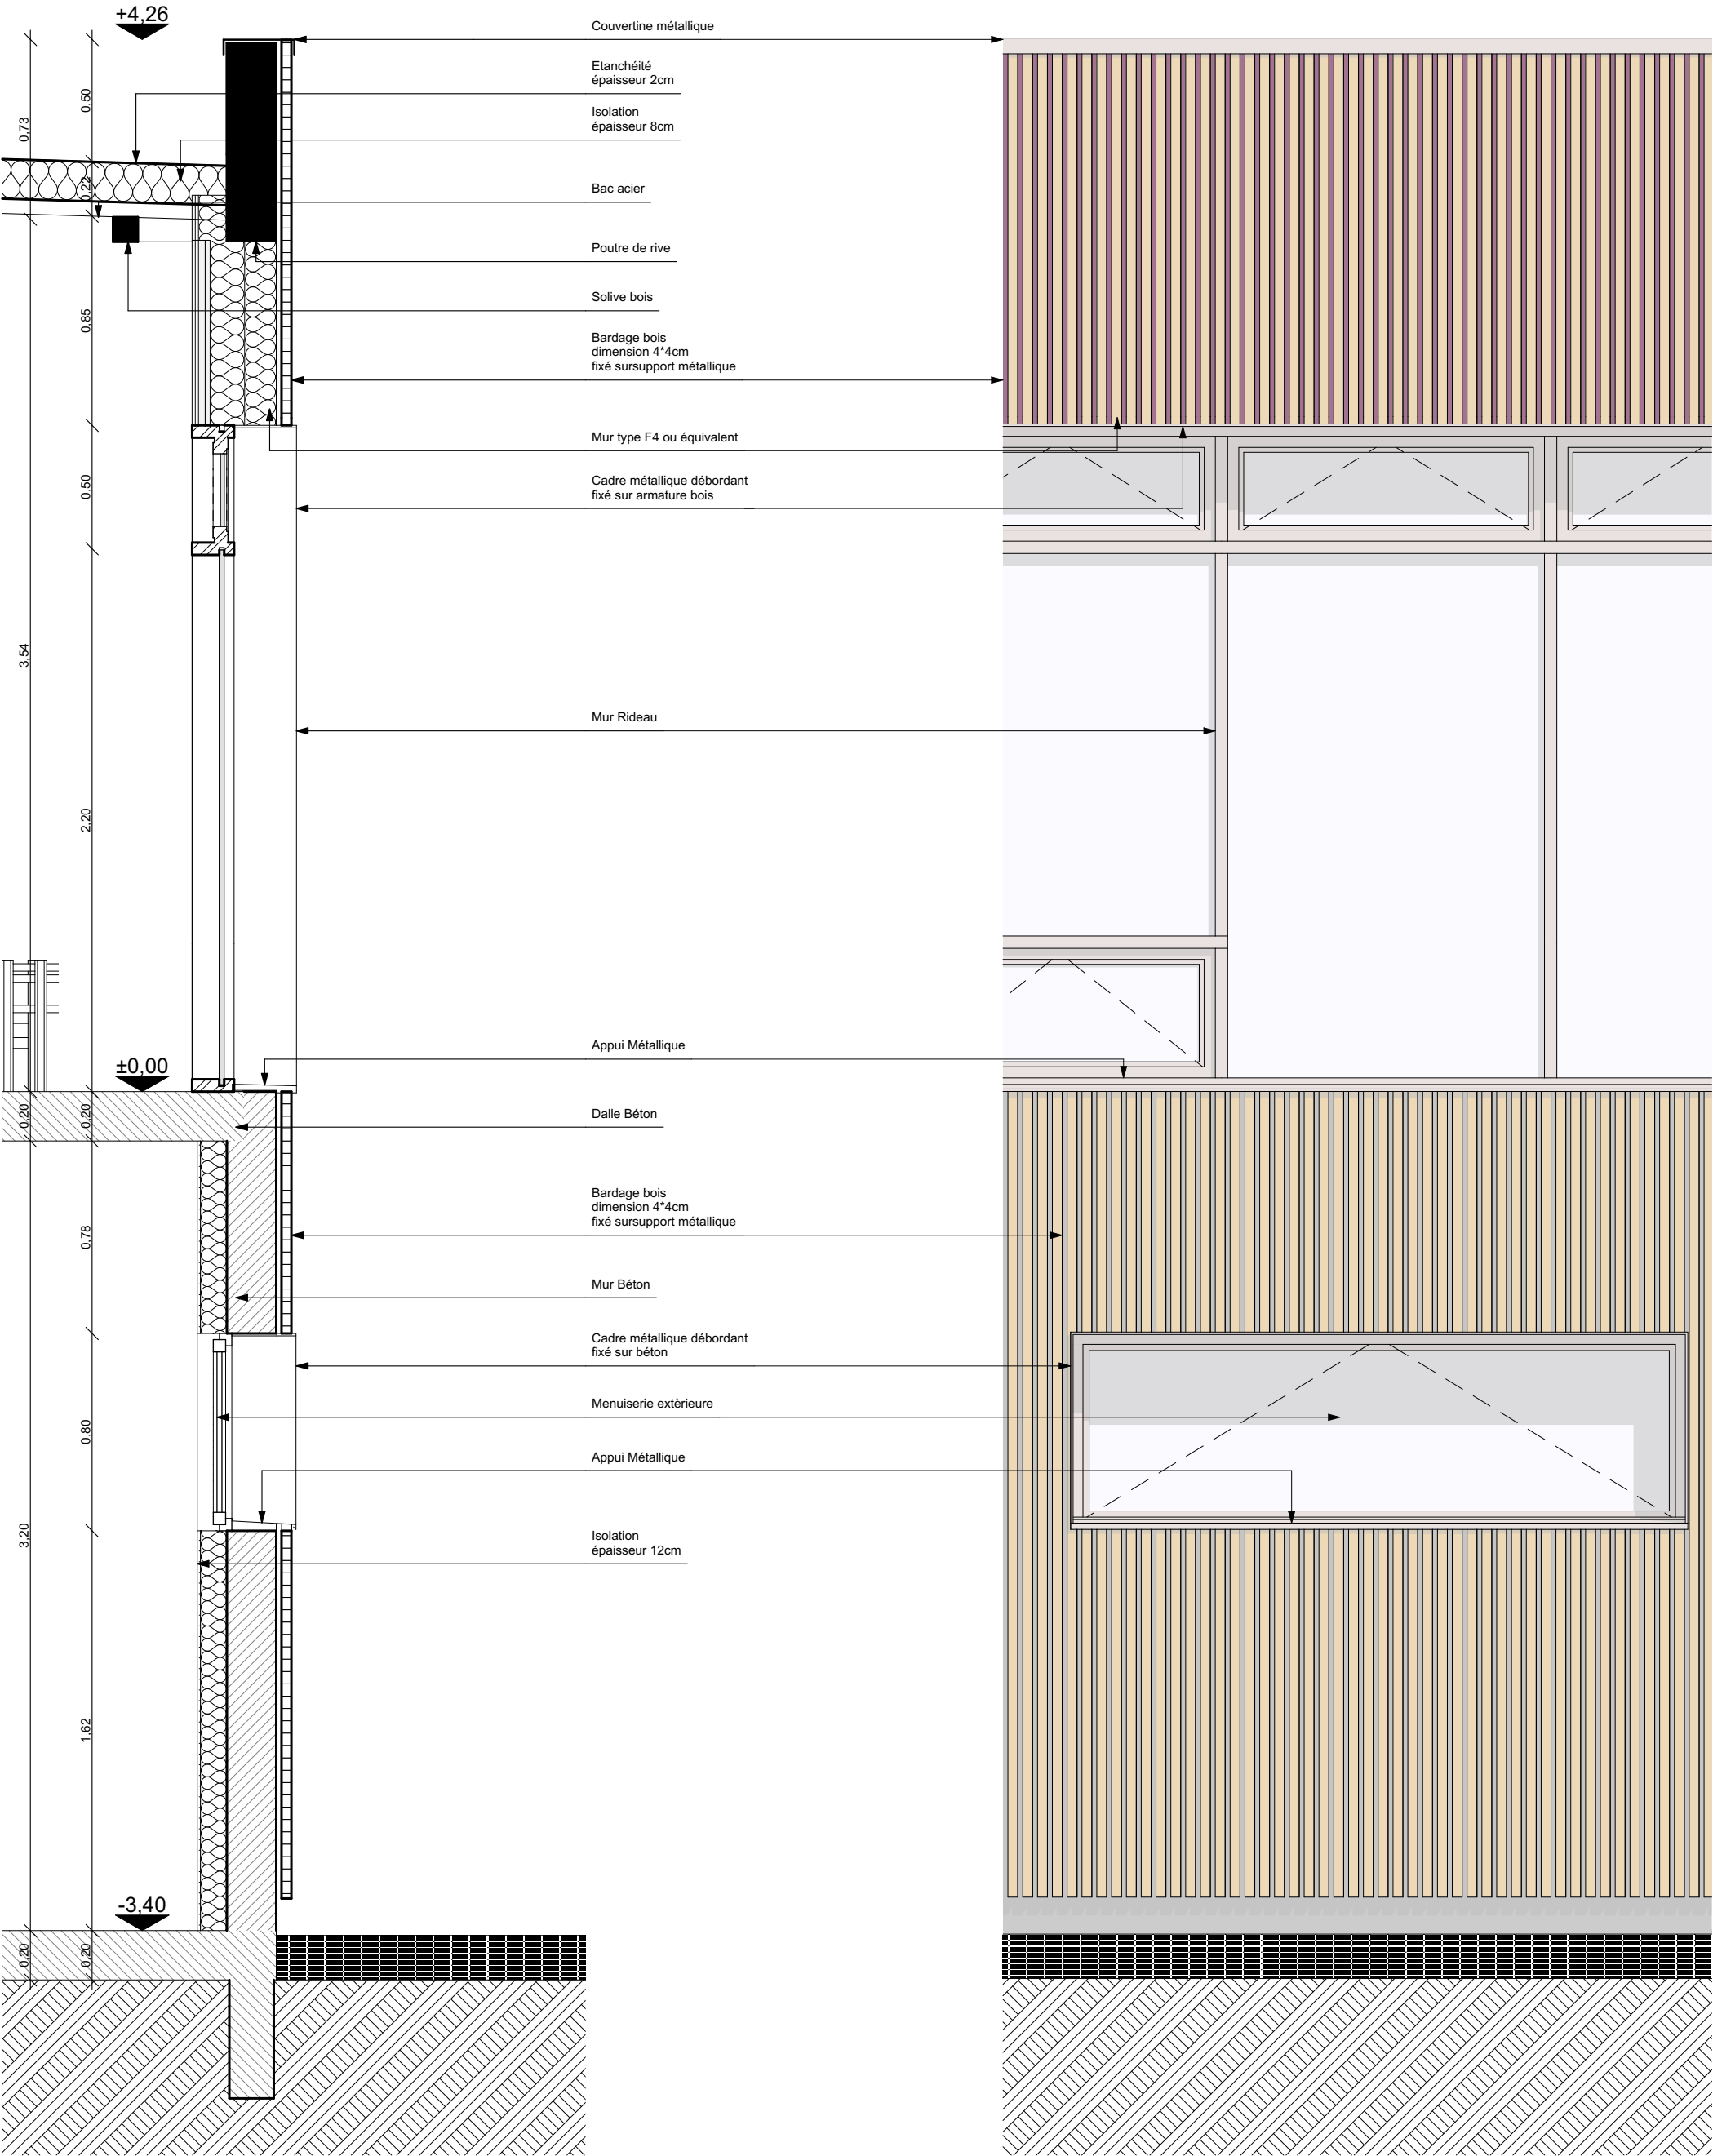 +4,26
Couvertine métallique
Etanchéité
épaisseur 2cm
0,50
0,73
Isolation
épaisseur 8cm
0,22
Bac acier
Poutre de rive
Solive bois
0,85
Bardage bois
dimension 4*4cm
fixé sursupport métallique
Mur type F4 ou équivalent
Cadre métallique débordant
fixé sur armature bois
0,50
3,54
Mur Rideau
2,20
Appui Métallique
±0,00
0,20
0,20
Dalle Béton
Bardage bois
dimension 4*4cm
fixé sursupport métallique
0,78
Mur Béton
Cadre métallique débordant
fixé sur béton
Menuiserie extèrieure
0,80
Appui Métallique
3,20
Isolation
épaisseur 12cm
1,62
-3,40
0,20
0,20